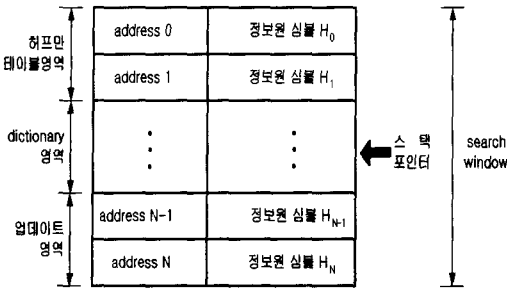 허프만
테이블영역
address 0
정보원 심볼 H0
address 1
정보원 심볼 H1
dictionary
영역
스 택
포인터
search
window
업데이트
영역
address N-1
정보원 심볼 HN-1
address N
정보원 심볼 HN